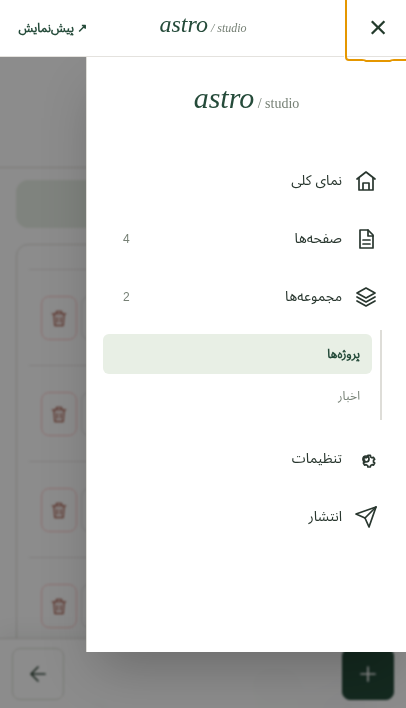 astro / studio
پیش‌نمایش ↗
astro / studio
نمای کلی
صفحه‌ها 4
مجموعه‌ها 2
پروژه‌ها
اخبار
تنظیمات
انتشار